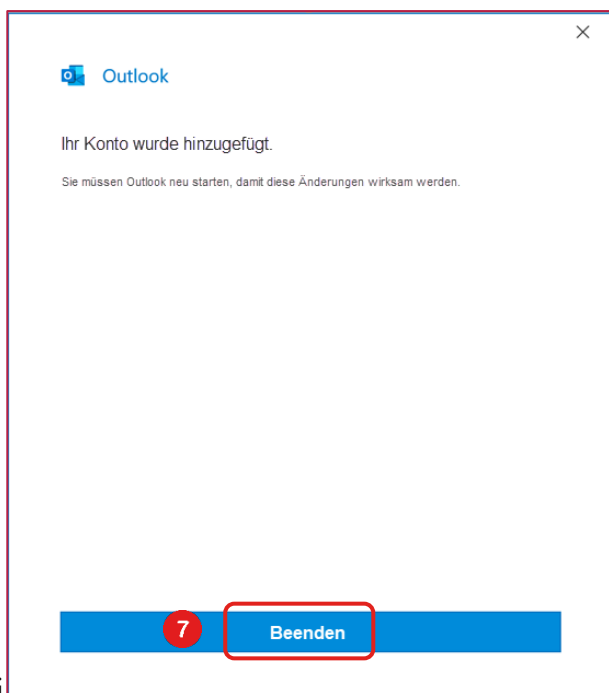 Outlook
Ihr Konto wurde hinzugefügt.
Sie müssen Outlook neu starten, damit diese Änderungen wirksam werden.
7
Beenden